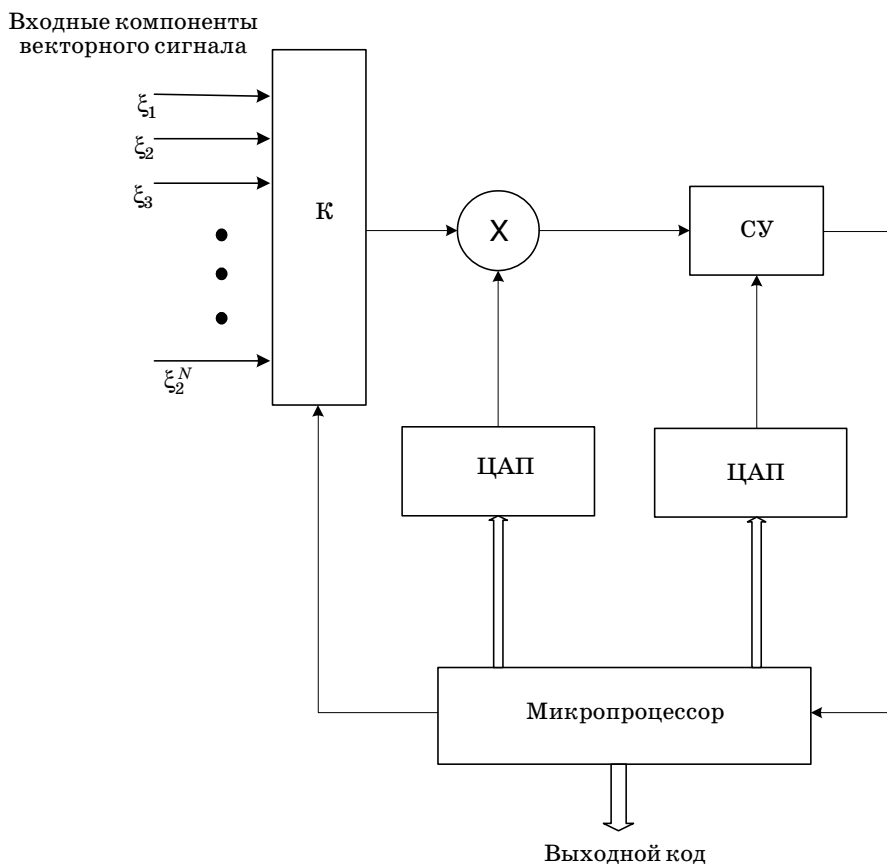 Входные компоненты
векторного сигнала
ξ₁
ξ₂
ξ₃
К
X
СУ
ξ₂ᴺ
ЦАП
ЦАП
Микропроцессор
Выходной код